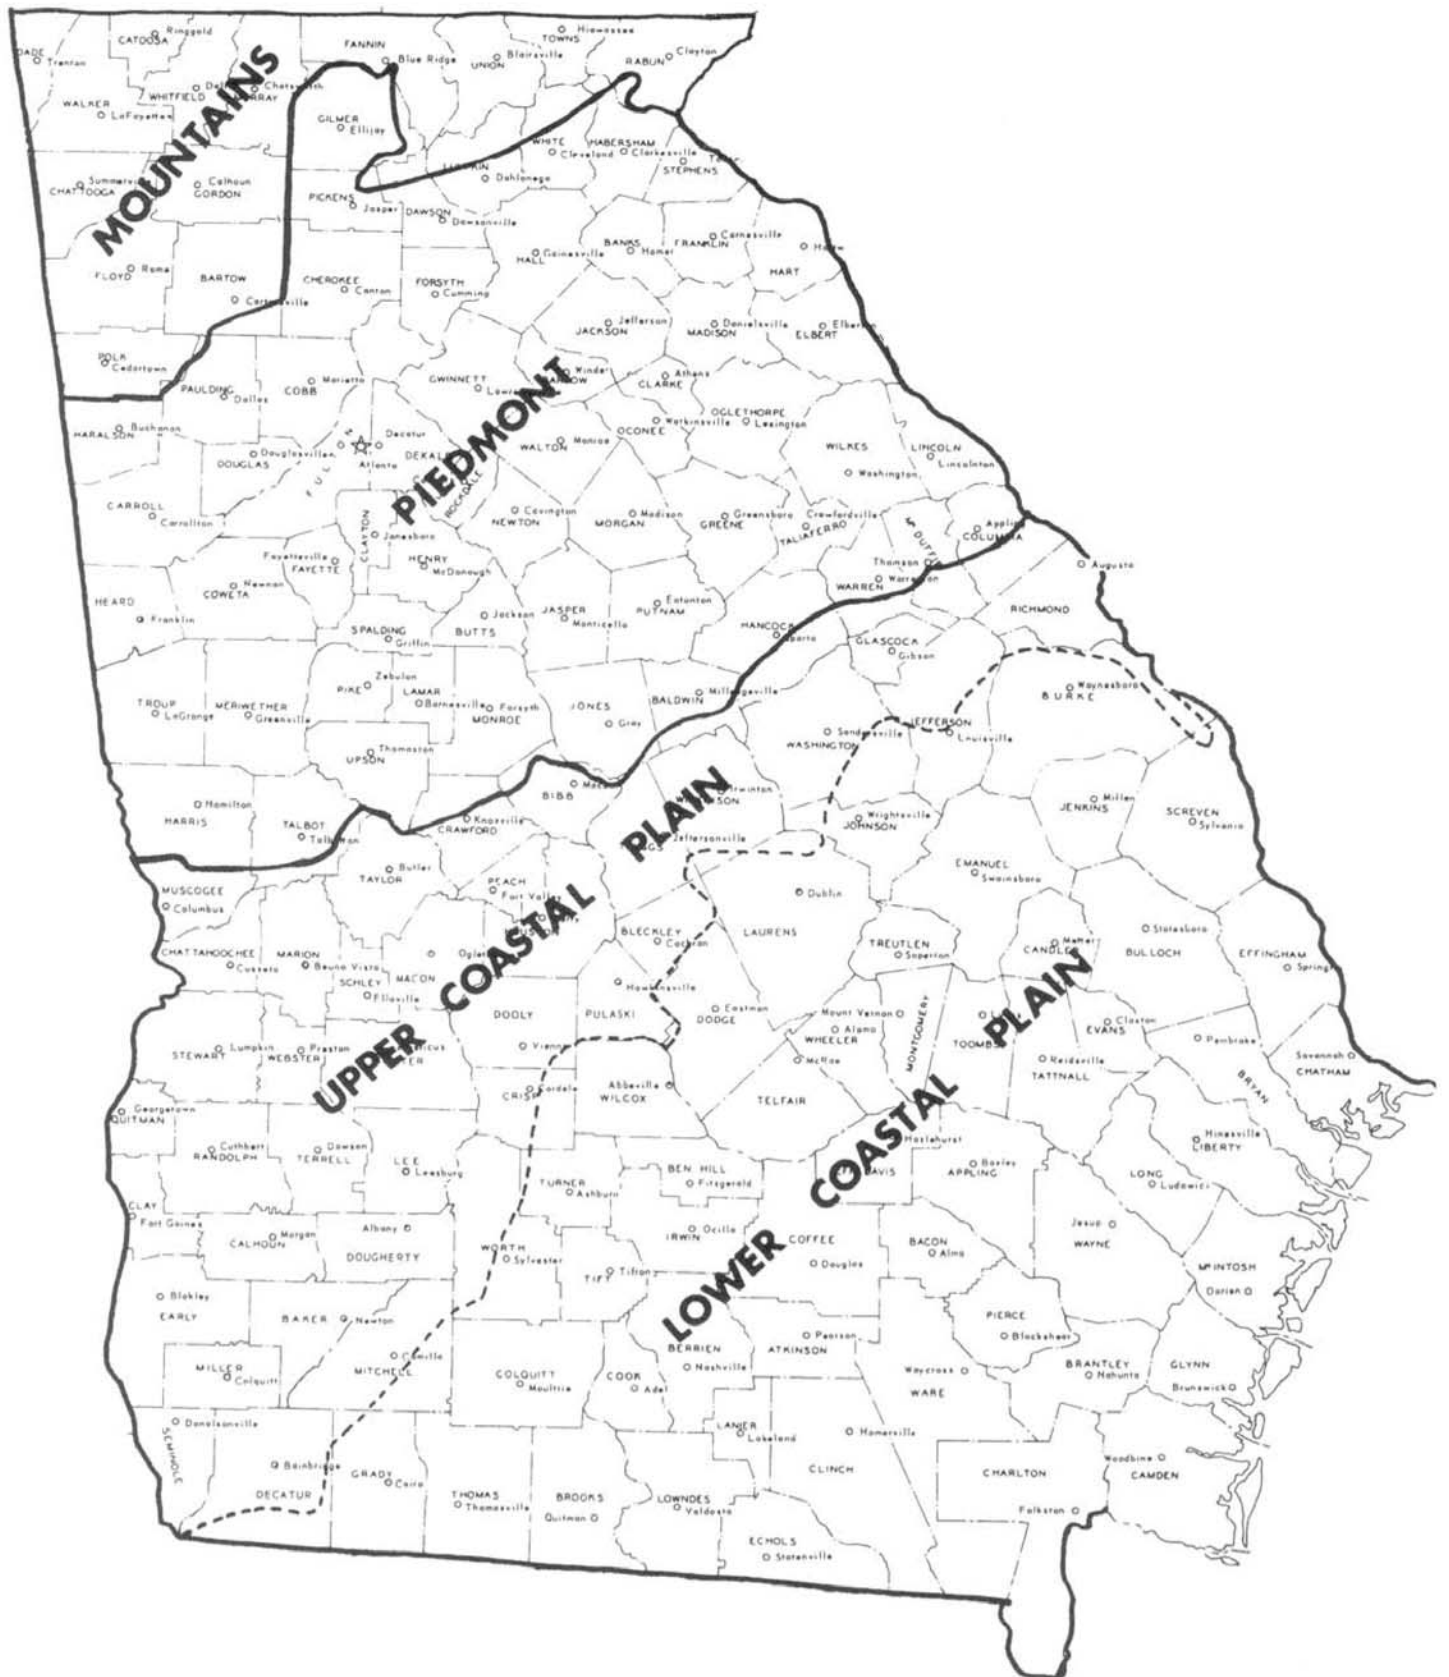 Hiawassee
TOWNS
Ringgold
CATOOSA
FANNIN
Blue Ridge
Blairsville
UNION
Clayton
RABUN
DADE
Trenton
WHITFIELD
Chatsworth
MOUNTAINS
WALKER
LaFayette
GILMER
Ellijay
WHITE
Cleveland
HABERSHAM
Clarkesville
STEPHENS
Dahlonega
CHATTOOGA
Calhoun
GORDON
PICKENS
Jasper
DAWSON
Dawsonville
HALL
Gainesville
BANKS
Homer
FRANKLIN
Carnesville
HART
FLOYD
Rome
BARTOW
CHEROKEE
Canton
FORSYTH
Cumming
Jefferson
JACKSON
Danielsville
MADISON
ELBERT
POLK
Cedartown
PAULDING
Dallas
COBB
Marietta
GWINNETT
Winder
CLARKE
Athens
OGLETHORPE
Lexington
Watkinsville
OCONEE
WILKES
Washington
LINCOLN
Lincolnton
PIEDMONT
HARALSON
Buchanan
Douglasville
DOUGLAS
Decatur
Atlanta
ROCKDALE
WALTON
Monroe
CARROLL
Carrollton
CLAYTON
Jonesboro
Covington
NEWTON
Madison
MORGAN
Greensboro
GREENE
Crawfordville
TALIAFERRO
COLUMBIA
Thomson
WARREN
Augusta
RICHMOND
Fayetteville
FAYETTE
HENRY
McDonough
HEARD
Franklin
Newnan
COWETA
SPALDING
Griffin
Jackson
BUTTS
JASPER
Monticello
Eatonton
PUTNAM
HANCOCK
GLASCOCK
Gibson
TROUP
LaGrange
MERIWETHER
Greenville
Zebulon
PIKE
LAMAR
Barnesville
Forsyth
MONROE
JONES
Gray
BALDWIN
Sandersville
WASHINGTON
JEFFERSON
Louisville
Waynesboro
BURKE
Thomaston
UPSON
Hamilton
HARRIS
TALBOT
Knoxville
CRAWFORD
BIBB
Irwinton
Jeffersonville
Wrightsville
JOHNSON
Millen
JENKINS
SCREVEN
Sylvania
UPPER COASTAL PLAIN
MUSCOGEE
Columbus
Butler
TAYLOR
PEACH
Fort Valley
Dublin
LAURENS
EMANUEL
Swainsboro
CHATTAHOOCHEE
Cusseta
MARION
Buena Vista
SCHLEY
Ellaville
MACON
BLECKLEY
Cochran
TREUTLEN
Soperton
CANDLER
Statesboro
BULLOCH
EFFINGHAM
STEWART
Lumpkin
WEBSTER
Preston
DOOLY
Vienna
PULASKI
Hawkinsville
Eastman
DODGE
Mount Vernon
Alamo
WHEELER
MONTGOMERY
TOOMBS
Claxton
EVANS
Reidsville
TATTNALL
Pembroke
BRYAN
Savannah
CHATHAM
Georgetown
QUITMAN
Cuthbert
RANDOLPH
Dawson
TERRELL
LEE
Leesburg
CRISP
Cordele
Abbeville
WILCOX
McRae
TELFAIR
LOWER COASTAL PLAIN
Hazlehurst
Baxley
APPLING
Hinesville
LIBERTY
LONG
Ludowici
CLAY
Fort Gaines
Morgan
CALHOUN
Albany
DOUGHERTY
WORTH
Sylvester
TURNER
Ashburn
BEN HILL
Fitzgerald
Ocilla
IRWIN
TIFT
Tifton
COFFEE
Douglas
BACON
Alma
Jesup
WAYNE
McINTOSH
Darien
Blakely
EARLY
BAKER
Newton
Camilla
MITCHELL
MILLER
Colquitt
COLQUITT
Moultrie
COOK
Adel
BERRIEN
Nashville
Pearson
ATKINSON
PIERCE
Blackshear
Waycross
WARE
BRANTLEY
Nahunta
GLYNN
Brunswick
Donalsonville
SEMINOLE
Bainbridge
DECATUR
GRADY
Cairo
THOMAS
Thomasville
BROOKS
Quitman
LANIER
Lakeland
LOWNDES
Valdosta
Homerville
CLINCH
ECHOLS
Statenville
CHARLTON
Folkston
Woodbine
CAMDEN